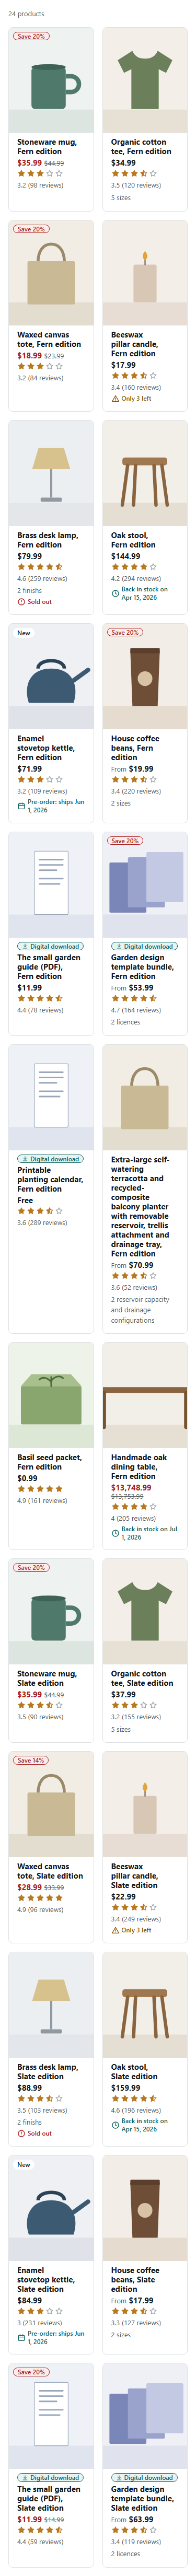 24 products
Save 20%
Stoneware mug,
Fern edition
$35.99 $44.99
3.2 (98 reviews)
Organic cotton
tee, Fern edition
$34.99
3.5 (120 reviews)
5 sizes
Save 20%
Waxed canvas
tote, Fern edition
$18.99 $23.99
3.2 (84 reviews)
Beeswax
pillar candle,
Fern edition
$17.99
3.4 (160 reviews)
Only 3 left
Brass desk lamp,
Fern edition
$79.99
4.6 (259 reviews)
2 finishes
Sold out
Oak stool,
Fern edition
$144.99
4.2 (294 reviews)
Back in stock on
Apr 15, 2026
New
Enamel
stovetop kettle,
Fern edition
$71.99
3.2 (109 reviews)
Pre-order: ships Jun
1, 2026
Save 20%
House coffee
beans, Fern
edition
From $19.99
3.4 (220 reviews)
2 sizes
Digital download
The small garden
guide (PDF),
Fern edition
$11.99
4.4 (78 reviews)
Save 20%
Digital download
Garden design
template bundle,
Fern edition
From $53.99
4.7 (164 reviews)
2 licences
Digital download
Printable
planting calendar,
Fern edition
Free
3.6 (289 reviews)
Extra-large self-
watering
terracotta and
recycled-
composite
balcony planter
with removable
reservoir, trellis
attachment and
drainage tray,
Fern edition
From $70.99
3.6 (52 reviews)
2 reservoir capacity
and drainage
configurations
Basil seed packet,
Fern edition
$0.99
4.9 (161 reviews)
Handmade oak
dining table,
Fern edition
$13,748.99
$13,753.99
4 (205 reviews)
Back in stock on Jul
1, 2026
Save 20%
Stoneware mug,
Slate edition
$35.99 $44.99
3.5 (90 reviews)
Organic cotton
tee, Slate edition
$37.99
3.2 (155 reviews)
5 sizes
Save 14%
Waxed canvas
tote, Slate edition
$28.99 $33.99
4.9 (96 reviews)
Beeswax
pillar candle,
Slate edition
$22.99
3.4 (249 reviews)
Only 3 left
Brass desk lamp,
Slate edition
$88.99
3.5 (103 reviews)
2 finishes
Sold out
Oak stool,
Slate edition
$159.99
4.6 (196 reviews)
Back in stock on
Apr 15, 2026
New
Enamel
stovetop kettle,
Slate edition
$84.99
3 (231 reviews)
Pre-order: ships Jun
1, 2026
House coffee
beans, Slate
edition
From $17.99
3.3 (127 reviews)
2 sizes
Save 20%
Digital download
The small garden
guide (PDF),
Slate edition
$11.99 $14.99
4.4 (59 reviews)
Digital download
Garden design
template bundle,
Slate edition
From $63.99
3.4 (119 reviews)
2 licences